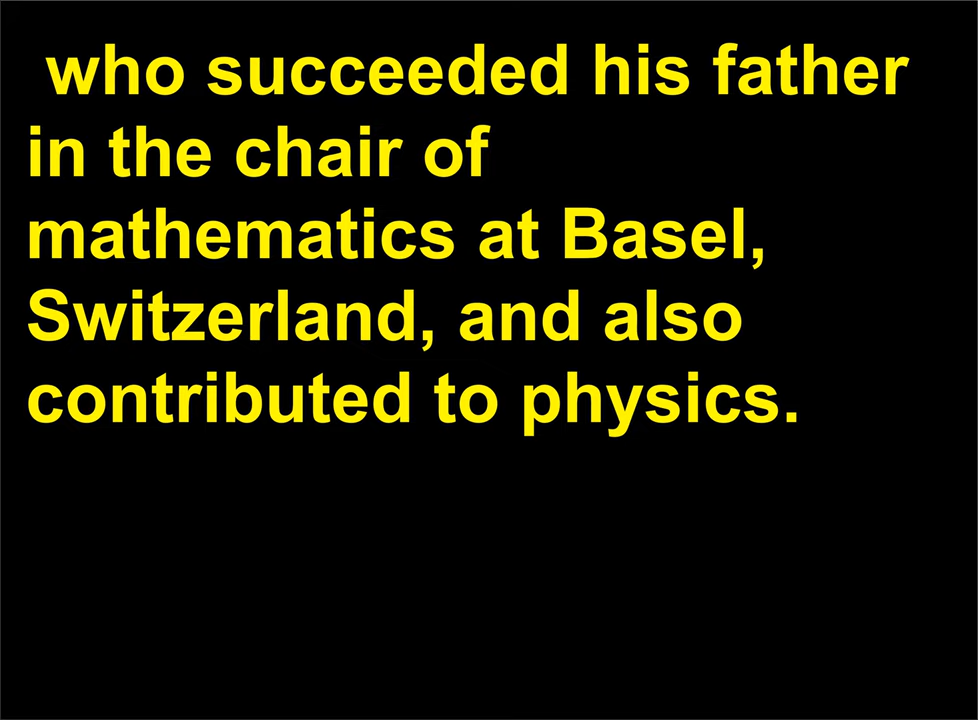 who succeeded his father
in the chair of
mathematics at Basel,
Switzerland, and also
contributed to physics.